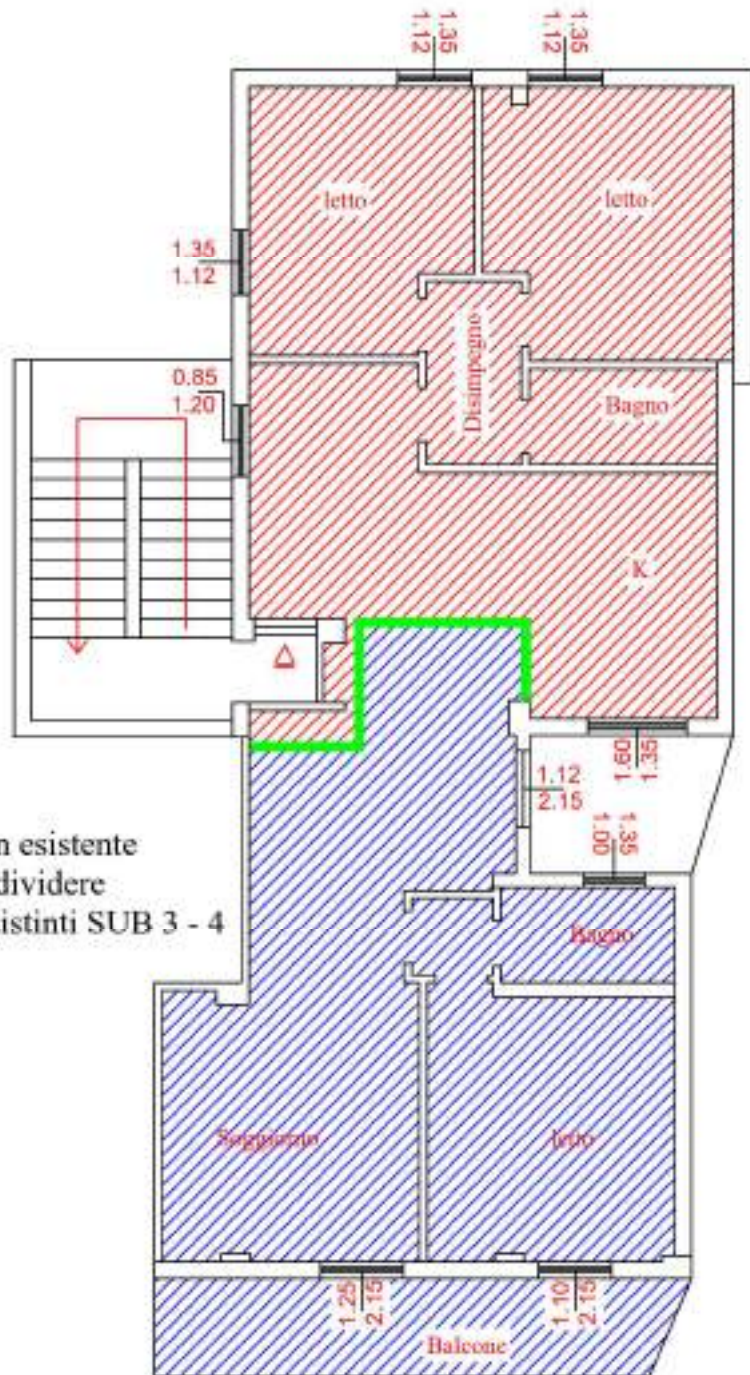 1.35
1.12
1.35
1.12
letto
letto
1.35
1.12
Disimpegno
0.85
1.20
Bagno
K
1.60
1.35
1.12
2.15
1.35
1.00
n esistente
dividere
istinti SUB 3 - 4
Bagno
Soggiorno
letto
1.25
2.15
1.10
2.15
Balcone